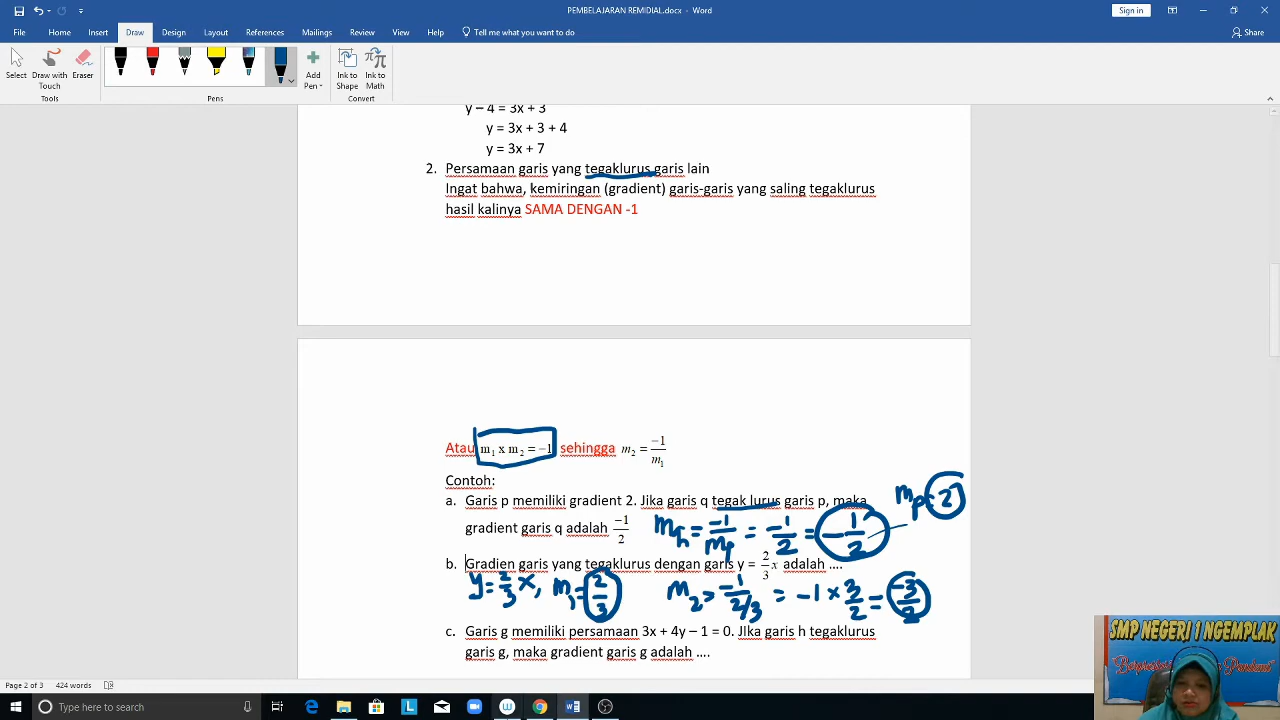 PEMBELAJARAN REMIDIAL.docx - Word
Sign in
File Home Insert Draw Design Layout References Mailings Review View Help Tell me what you want to do Share
Select Draw with Touch Eraser Add Pen Ink to Shape Ink to Math
Tools Pens Convert
y – 4 = 3x + 3
y = 3x + 3 + 4
y = 3x + 7
2. Persamaan garis yang tegaklurus garis lain
Ingat bahwa, kemiringan (gradient) garis-garis yang saling tegaklurus
hasil kalinya SAMA DENGAN -1
Atau m₁ x m₂ = −1 sehingga m₂ = −1/m₁
Contoh:
a. Garis p memiliki gradient 2. Jika garis q tegak lurus garis p, maka
mp = 2
gradient garis q adalah −1/2
= −1/mp = −1/2 = −1/2
b. Gradien garis yang tegaklurus dengan garis y = 2/3 x adalah ....
y = 2/3 x, m₁ = 2/3 m₂ = −1/2/3 = −1 × 3/2 = −3/2
c. Garis g memiliki persamaan 3x + 4y – 1 = 0. JIka garis h tegaklurus
garis g, maka gradient garis g adalah ....
SMP NEGERI 1 NGEMPLAK
Page 2 of 3 424 words
100%
Type here to search